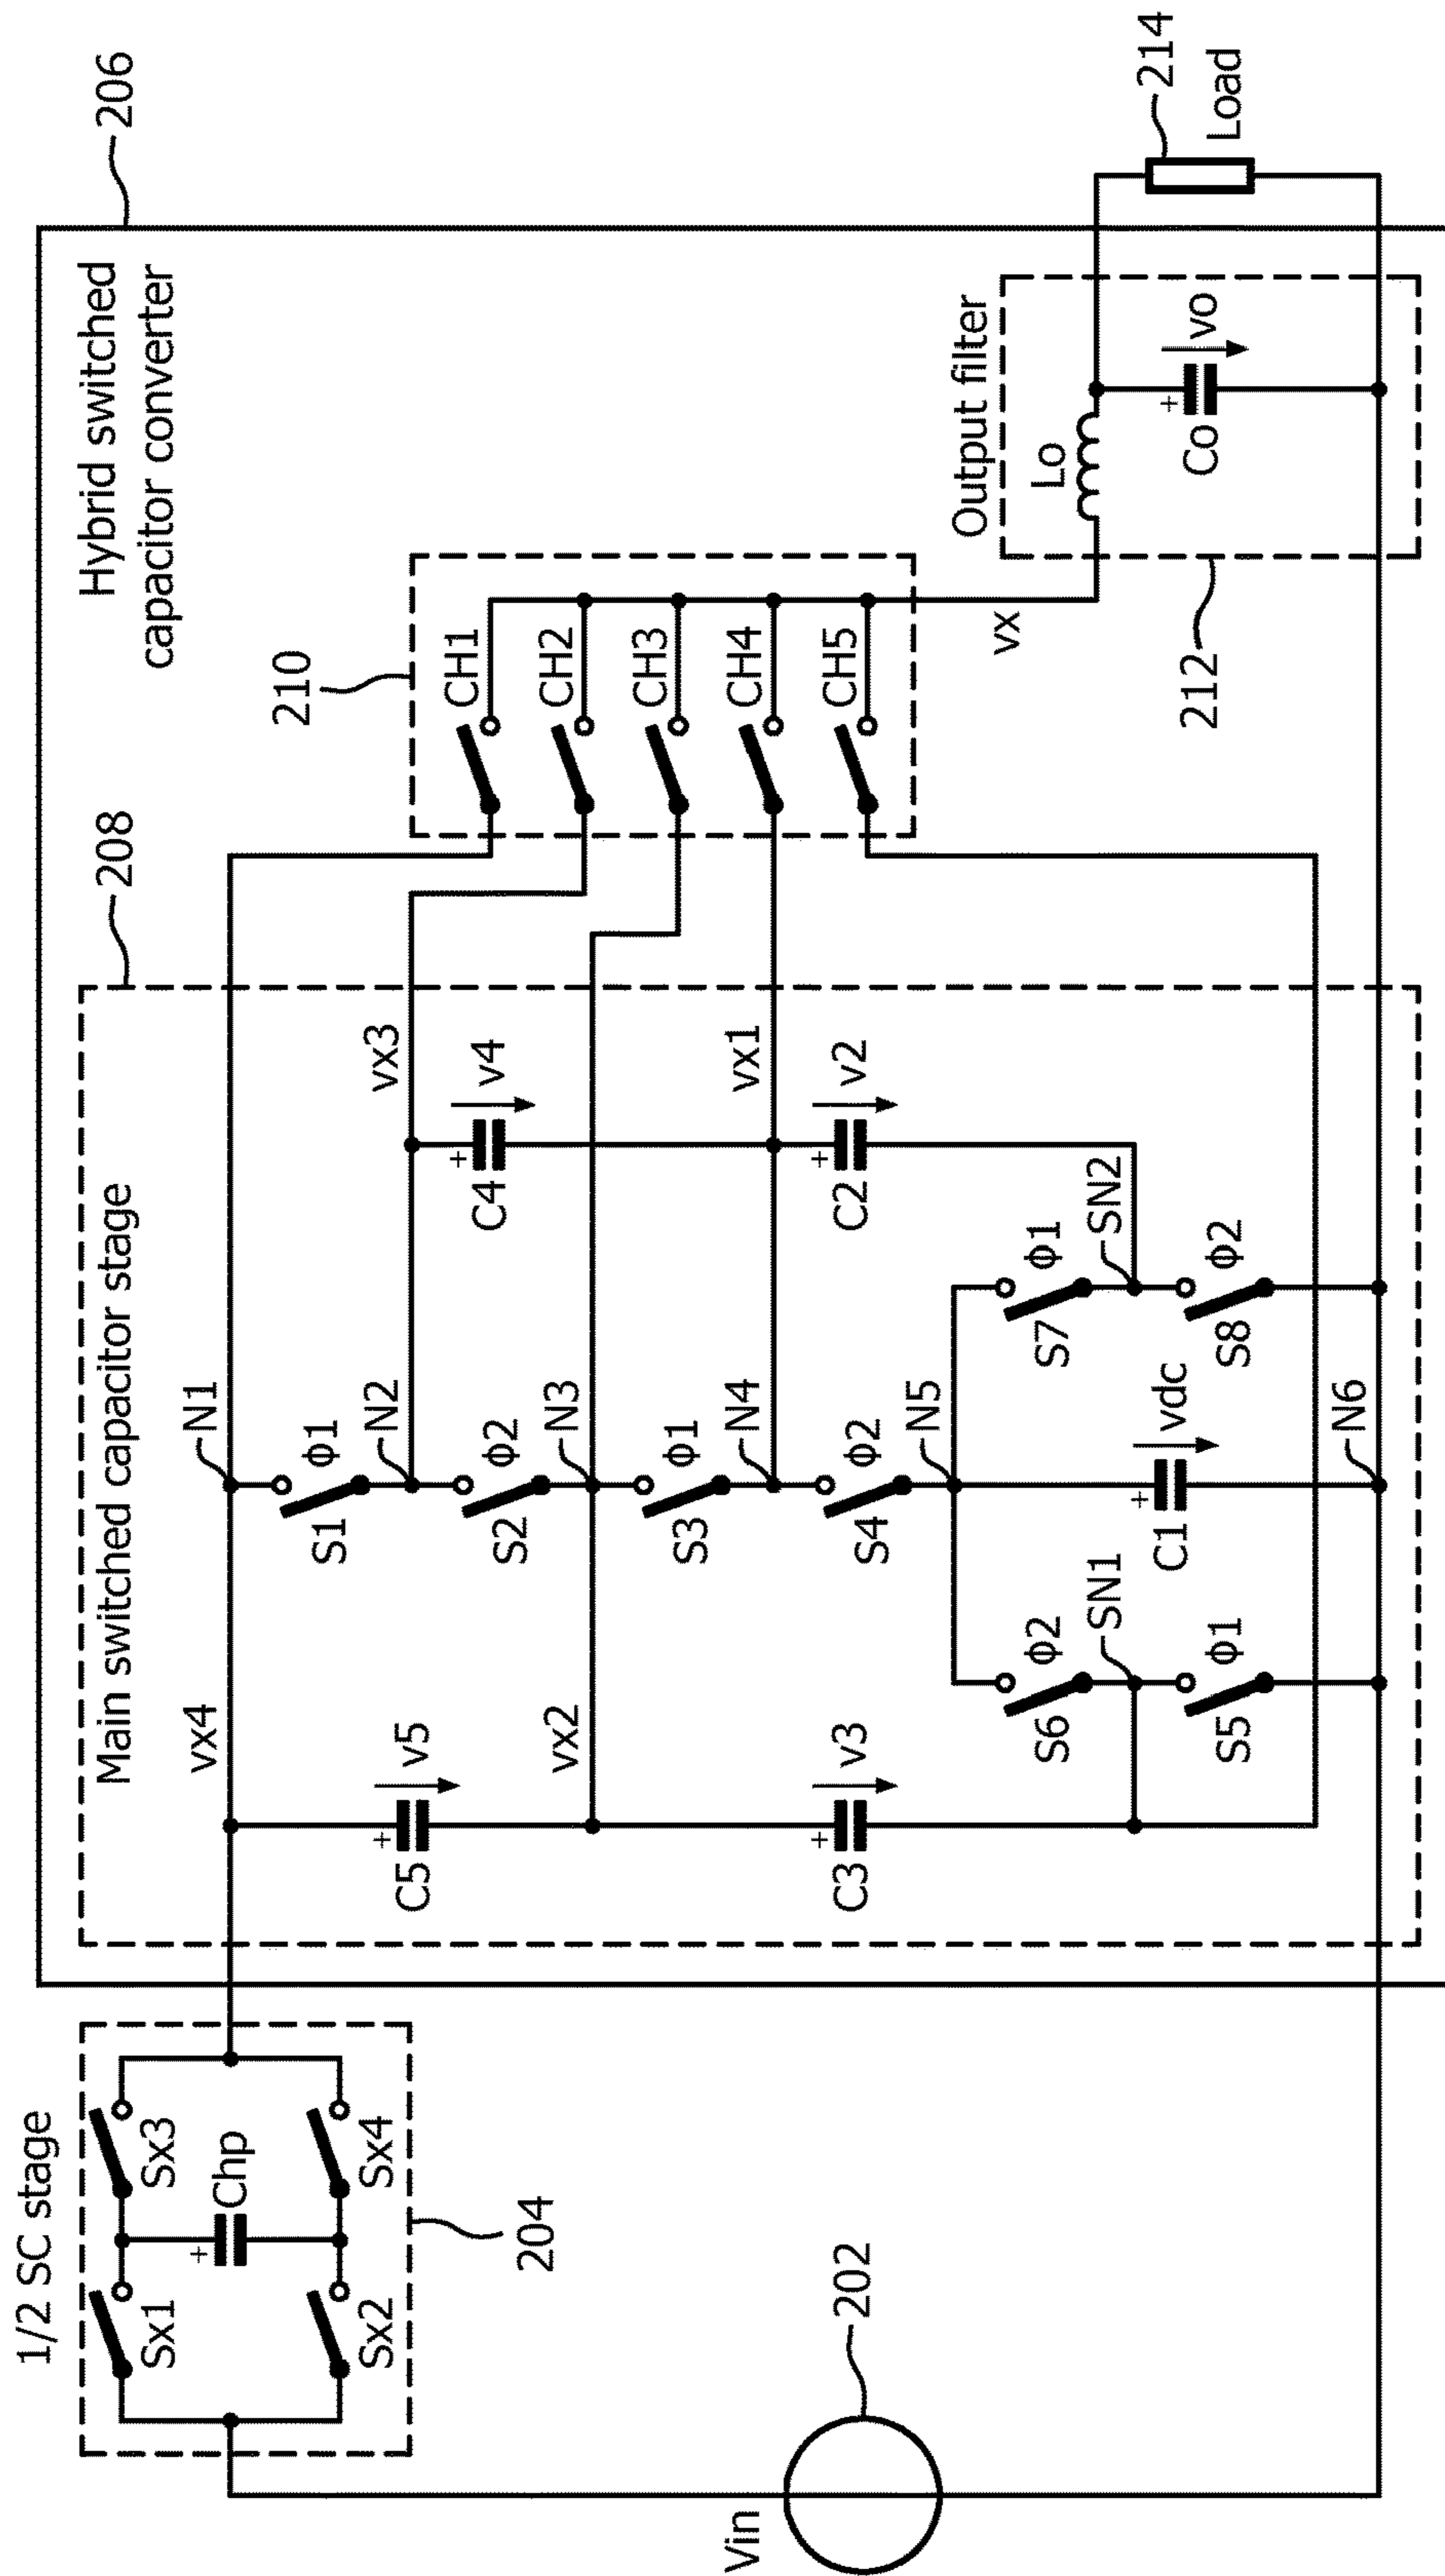 1/2 SC stage
Sx1
Sx3
Chp
Sx2
Sx4
204
Vin
202
206
Hybrid switched
capacitor converter
208
Main switched capacitor stage
vx4
N1
C5
+
v5
S1
ϕ1
N2
vx3
C4
+
v4
vx2
S2
ϕ2
N3
S3
ϕ1
N4
vx1
C3
+
v3
S4
ϕ2
C2
+
v2
N5
S6
ϕ2
SN1
S5
ϕ1
C1
+
vdc
S7
ϕ1
SN2
S8
ϕ2
N6
210
CH1
CH2
CH3
CH4
CH5
vx
Output filter
Lo
Co
+
vo
212
214
Load